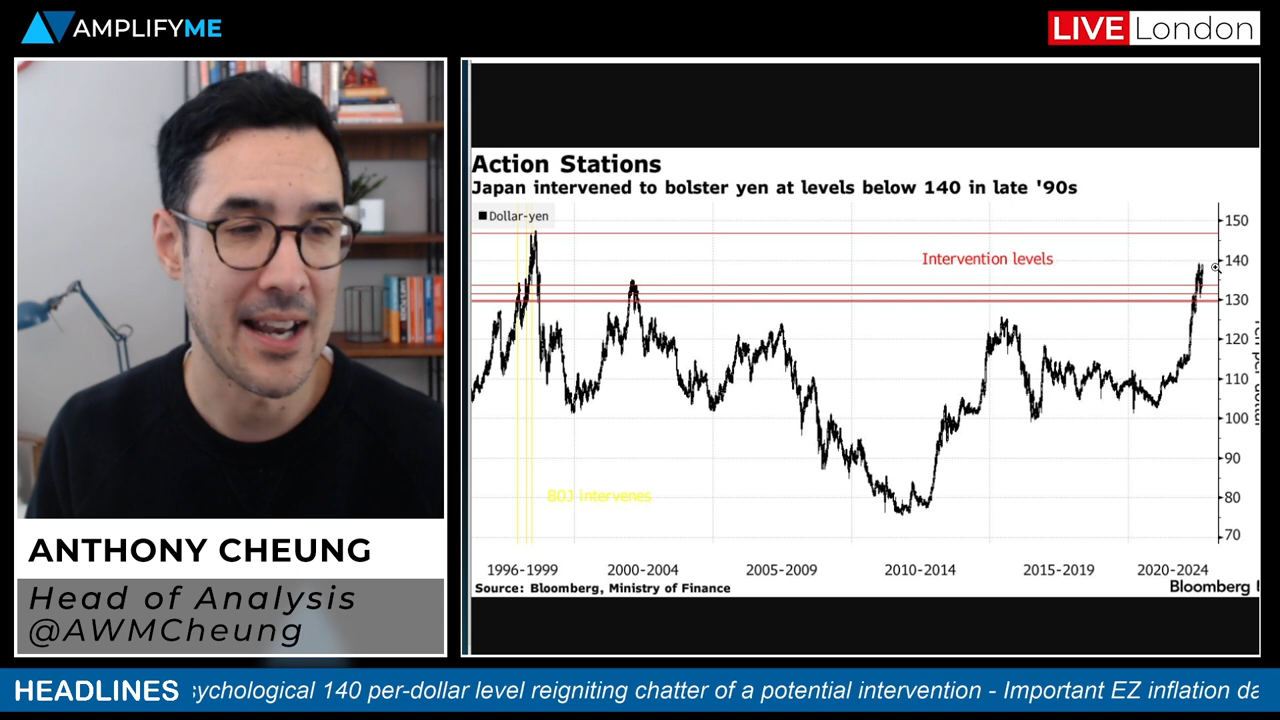 AMPLIFYME
LIVE London
Action Stations
Japan intervened to bolster yen at levels below 140 in late '90s
Dollar-yen
Intervention levels
BOJ intervenes
150
140
130
120
110
100
90
80
70
1996-1999 2000-2004 2005-2009 2010-2014 2015-2019 2020-2024
Source: Bloomberg, Ministry of Finance
Bloomberg
ANTHONY CHEUNG
Head of Analysis
@AWMCheung
HEADLINES sychological 140 per-dollar level reigniting chatter of a potential intervention - Important EZ inflation da